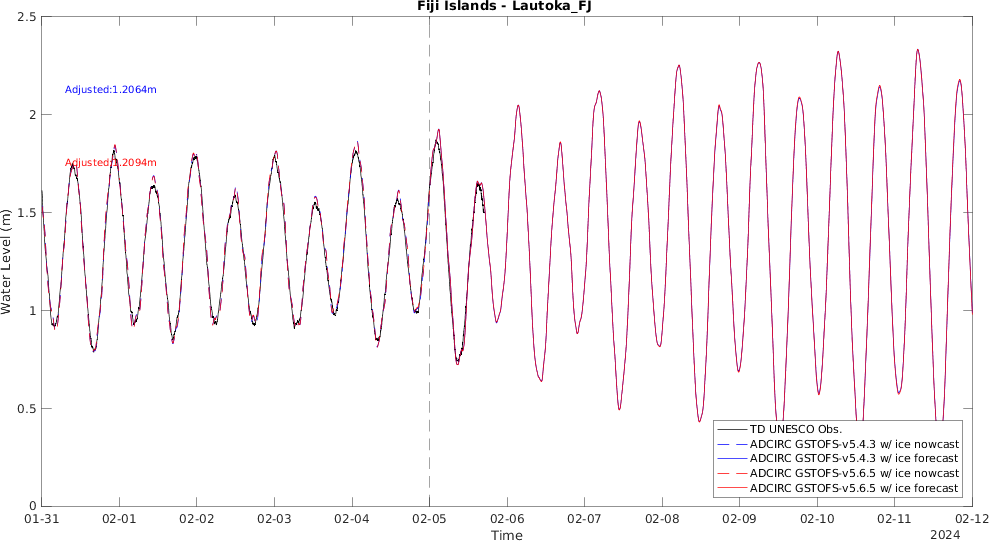 Fiji Islands - Lautoka_FJ
2.5
Adjusted:1.2064m
2
Adjusted:1.2094m
1.5
Water Level (m)
1
0.5
TD UNESCO Obs.
ADCIRC GSTOFS-v5.4.3 w/ ice nowcast
ADCIRC GSTOFS-v5.4.3 w/ ice forecast
ADCIRC GSTOFS-v5.6.5 w/ ice nowcast
ADCIRC GSTOFS-v5.6.5 w/ ice forecast
0
01-31 02-01 02-02 02-03 02-04 02-05 02-06 02-07 02-08 02-09 02-10 02-11 02-12
Time
2024